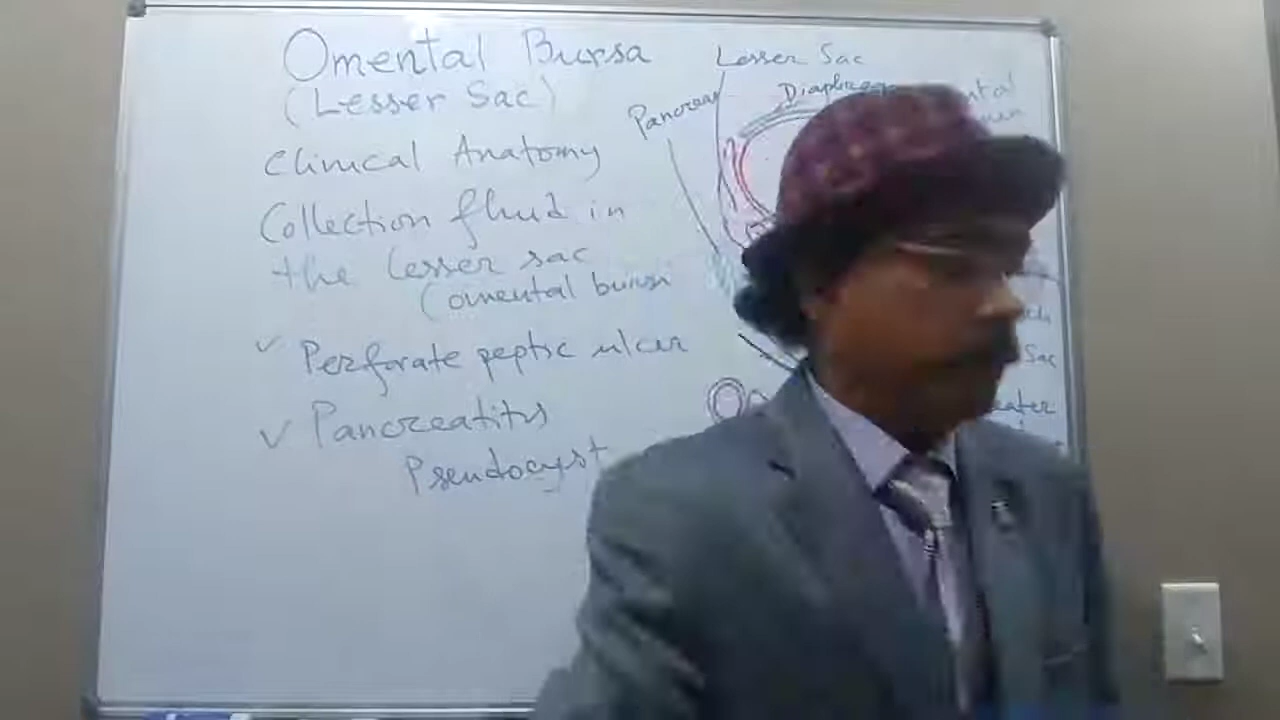 Omental Bursa
(Lesser Sac)
Clinical Anatomy
Collection fluid in
the lesser sac
(omental bursa
✓ Perforate peptic ulcer
✓ Pancreatitis
Pseudocyst
Lesser Sac
Pancreas
Sac